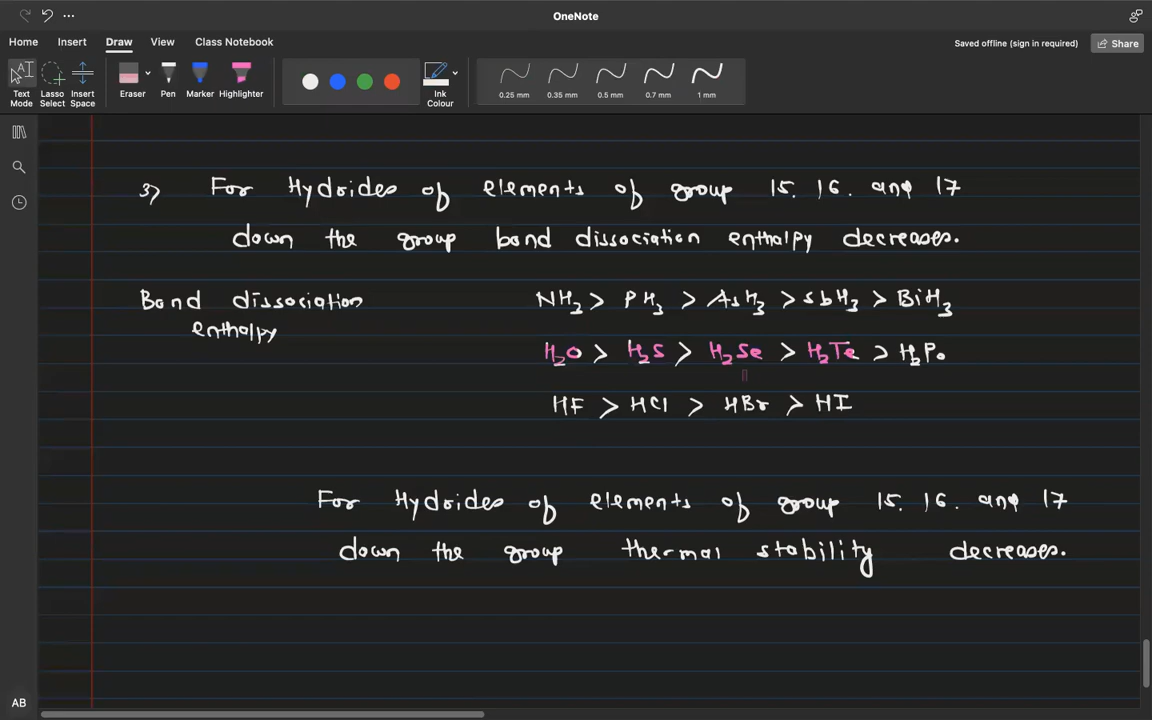 OneNote
Home Insert Draw View Class Notebook
Saved offline (sign in required) Share
Text Mode
Lasso Select
Insert Space
Eraser
Pen
Marker
Highlighter
Ink Colour
0.25 mm 0.35 mm 0.5 mm 0.7 mm 1 mm
3) For Hydrides of elements of group 15. 16. and 17
down the group bond dissociation enthalpy decreases.
Bond dissociation
enthalpy
NH₂ > PH₃ > AsH₃ > SbH₃ > BiH₃
H₂O > H₂S > H₂Se > H₂Te > H₂Po
HF > HCl > HBr > HI
For Hydrides of elements of group 15. 16. and 17
down the group thermal stability decreases.
AB